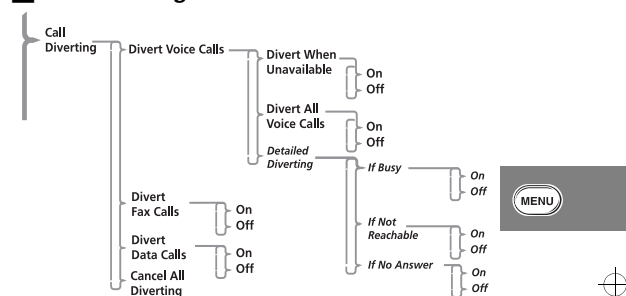 Call
Diverting
Divert Voice Calls
Divert When
Unavailable
On
Off
Divert All
Voice Calls
On
Off
Detailed
Diverting
If Busy
On
Off
If Not
Reachable
On
Off
If No Answer
On
Off
Divert
Fax Calls
On
Off
Divert
Data Calls
On
Off
Cancel All
Diverting
MENU